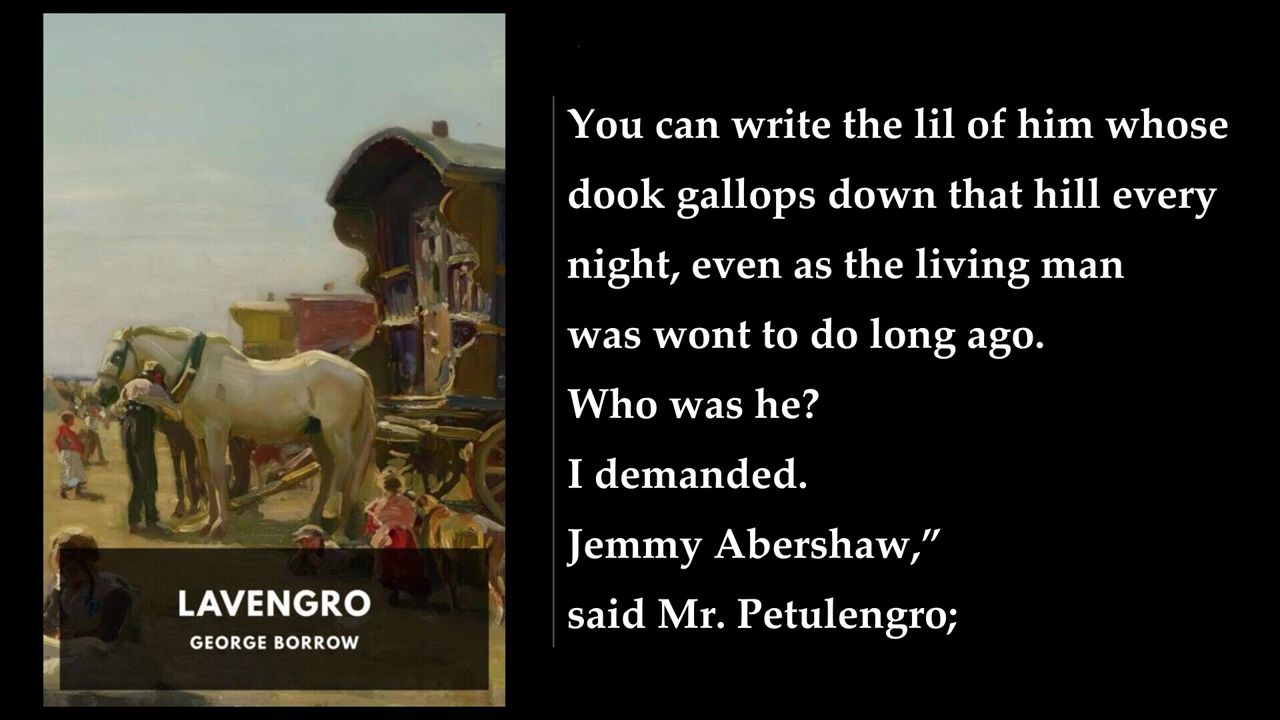 LAVENGRO
GEORGE BORROW
You can write the lil of him whose
dook gallops down that hill every
night, even as the living man
was wont to do long ago.
Who was he?
I demanded.
Jemmy Abershaw,”
said Mr. Petulengro;